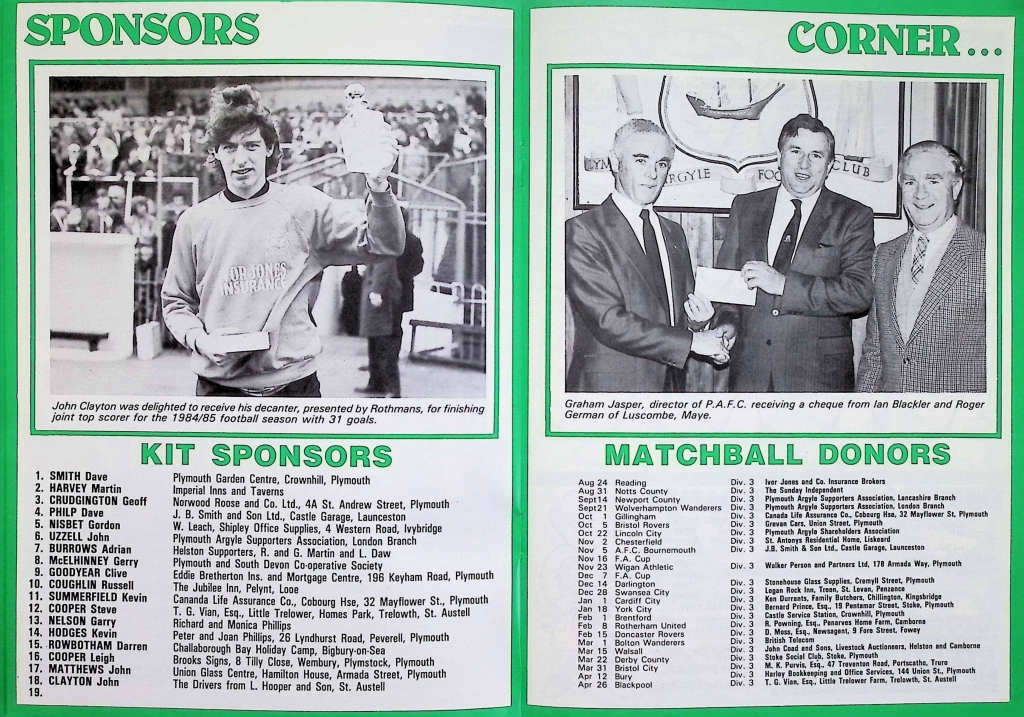 SPONSORS
OR JONES
INSURANCE
John Clayton was delighted to receive his decanter, presented by Rothmans, for finishing
joint top scorer for the 1984/85 football season with 31 goals.
KIT SPONSORS
1. SMITH Dave Plymouth Garden Centre, Crownhill, Plymouth
2. HARVEY Martin Imperial Inns and Taverns
3. CRUDGINGTON Geoff Norwood Roose and Co. Ltd., 4A St. Andrew Street, Plymouth
4. PHILP Dave J. B. Smith and Son Ltd., Castle Garage, Launceston
5. NISBET Gordon W. Leach, Shipley Office Supplies, 4 Western Road, Ivybridge
6. UZZELL John Plymouth Argyle Supporters Association, London Branch
7. BURROWS Adrian Helston Supporters, R. and G. Martin and L. Daw
8. McELHINNEY Gerry Plymouth and South Devon Co-operative Society
9. GOODYEAR Clive Eddie Bretherton Ins. and Mortgage Centre, 196 Keyham Road, Plymouth
10. COUGHLIN Russell The Jubilee Inn, Pelynt, Looe
11. SUMMERFIELD Kevin Cananda Life Assurance Co., Cobourg Hse, 32 Mayflower St., Plymouth
12. COOPER Steve T. G. Vian, Esq., Little Trelower, Homes Park, Trelowth, St. Austell
13. NELSON Garry Richard and Monica Phillips
14. HODGES Kevin Peter and Joan Phillips, 26 Lyndhurst Road, Peverell, Plymouth
15. ROWBOTHAM Darren Challaborough Bay Holiday Camp, Bigbury-on-Sea
16. COOPER Leigh Brooks Signs, 8 Tilly Close, Wembury, Plymstock, Plymouth
17. MATTHEWS John Union Glass Centre, Hamilton House, Armada Street, Plymouth
18. CLAYTON John The Drivers from L. Hooper and Son, St. Austell
19.
CORNER...
LYM ARGYLE FOO CLUB
Graham Jasper, director of P.A.F.C. receiving a cheque from Ian Blackler and Roger
German of Luscombe, Maye.
MATCHBALL DONORS
Aug 24 Reading Div. 3 Ivor Jones and Co. Insurance Brokers
Aug 31 Notts County Div. 3 The Sunday Independent
Sept14 Newport County Div. 3 Plymouth Argyle Supporters Association, Lancashire Branch
Sept21 Wolverhampton Wanderers Div. 3 Plymouth Argyle Supporters Association, London Branch
Oct 1 Gillingham Div. 3 Canada Life Assurance Co., Cobourg Hse, 32 Mayflower St, Plymouth
Oct 5 Bristol Rovers Div. 3 Grevan Cars, Union Street, Plymouth
Oct 22 Lincoln City Div. 3 Plymouth Argyle Shareholders Association
Nov 2 Chesterfield Div. 3 St. Antonys Residential Home, Liskeard
Nov 5 A.F.C. Bournemouth Div. 3 J.B. Smith & Son Ltd., Castle Garage, Launceston
Nov 16 F.A. Cup
Nov 23 Wigan Athletic Div. 3 Walker Person and Partners Ltd, 178 Armada Way, Plymouth
Dec 7 F.A. Cup
Dec 14 Darlington Div. 3 Stonehouse Glass Supplies, Cremyll Street, Plymouth
Dec 28 Swansea City Div. 3 Logan Rock Inn, Treen, St. Levan, Penzance
Jan 1 Cardiff City Div. 3 Ken Durrants, Family Butchers, Chillington, Kingsbridge
Jan 18 York City Div. 3 Bernard Prince, Esq., 19 Pentamar Street, Stoke, Plymouth
Feb 1 Brentford Div. 3 Castle Service Station, Crownhill, Plymouth
Feb 8 Rotherham United Div. 3 R. Powning, Esq., Penarves Home Farm, Camborne
Feb 15 Doncaster Rovers Div. 3 D. Moss, Esq., Newsagent, 9 Fore Street, Fowey
Mar 1 Bolton Wanderers Div. 3 British Telecom
Mar 15 Walsall Div. 3 John Coad and Sons, Livestock Auctioneers, Helston and Camborne
Mar 22 Derby County Div. 3 Stoke Social Club, Stoke, Plymouth
Mar 31 Bristol City Div. 3 M. K. Purvis, Esq., 47 Treventon Road, Portscatho, Truro
Apr 12 Bury Div. 3 Harley Bookkeeping and Office Services, 144 Union St., Plymouth
Apr 26 Blackpool Div. 3 T. G. Vian, Esq., Little Trelower Farm, Trelowth, St. Austell